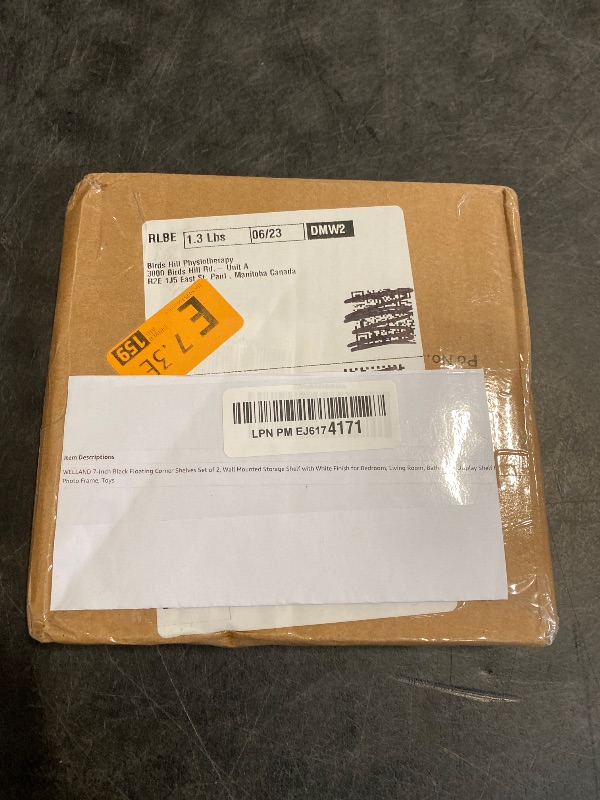 RLBE 1.3 Lbs 06/23 DMW2
Birds Hill Physiotherapy
3000 Birds Hill Rd. - Unit A
R2E 1J5 East St. Paul , Manitoba Canada
E 7.3E
159
Po No.
LPN PM EJ6174171
Item Descriptions
WELLAND 7-Inch Black Floating Corner Shelves Set of 2, Wall Mounted Storage Shelf with White Finish for Bedroom, Living Room, Display Shelf
Photo Frame, Toys